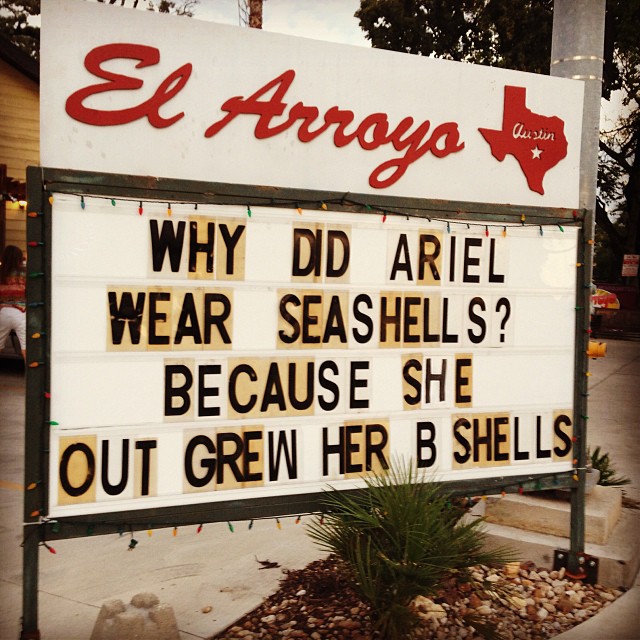 El Arroyo
Austin
WHY DID ARIEL
WEAR SEASHELLS?
BECAUSE SHE
OUT GREW HER B SHELLS